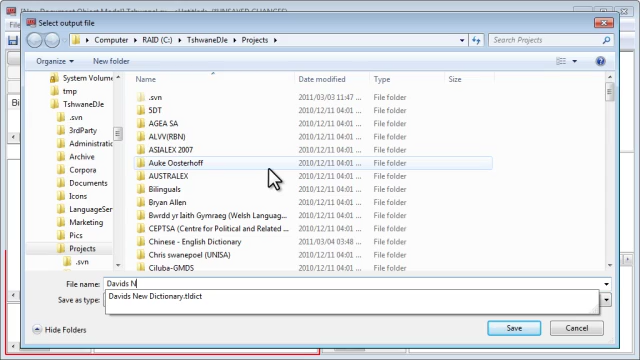 Select output file
Computer RAID (C:) TshwaneDJe Projects
Search Projects
Organize
New folder
Name
Date modified
Type
Size
System Volume
tmp
TshwaneDJe
.svn
3rdParty
Administratic
Archive
Corpora
Documents
Icons
LanguageServ
Marketing
Pics
Projects
.svn
.svn 2011/03/03 11:47 ... File folder
5DT 2010/12/11 04:01 ... File folder
AGEA SA 2010/12/11 04:01 ... File folder
ALVV(RBN) 2010/12/11 04:01 ... File folder
ASIALEX 2007 2010/12/11 04:01 ... File folder
Auke Oosterhoff 2010/12/11 04:01 ... File folder
AUSTRALEX 2010/12/11 04:01 ... File folder
Bilinguals 2010/12/11 04:01 ... File folder
Bryan Allen 2010/12/11 04:01 ... File folder
Bwrdd yr Iaith Gymraeg (Welsh Languag... 2010/12/11 04:01 ... File folder
CEPTSA (Centre for Political and Related ... 2010/12/11 04:01 ... File folder
Chinese - English Dictionary 2011/03/04 03:48 ... File folder
Chris swanepoel (UNISA) 2010/12/11 04:01 ... File folder
Ciluba-GMDS 2010/12/11 04:01 ... File folder
File name: Davids N
Davids New Dictionary.tldict
Save as type:
Hide Folders
Save
Cancel